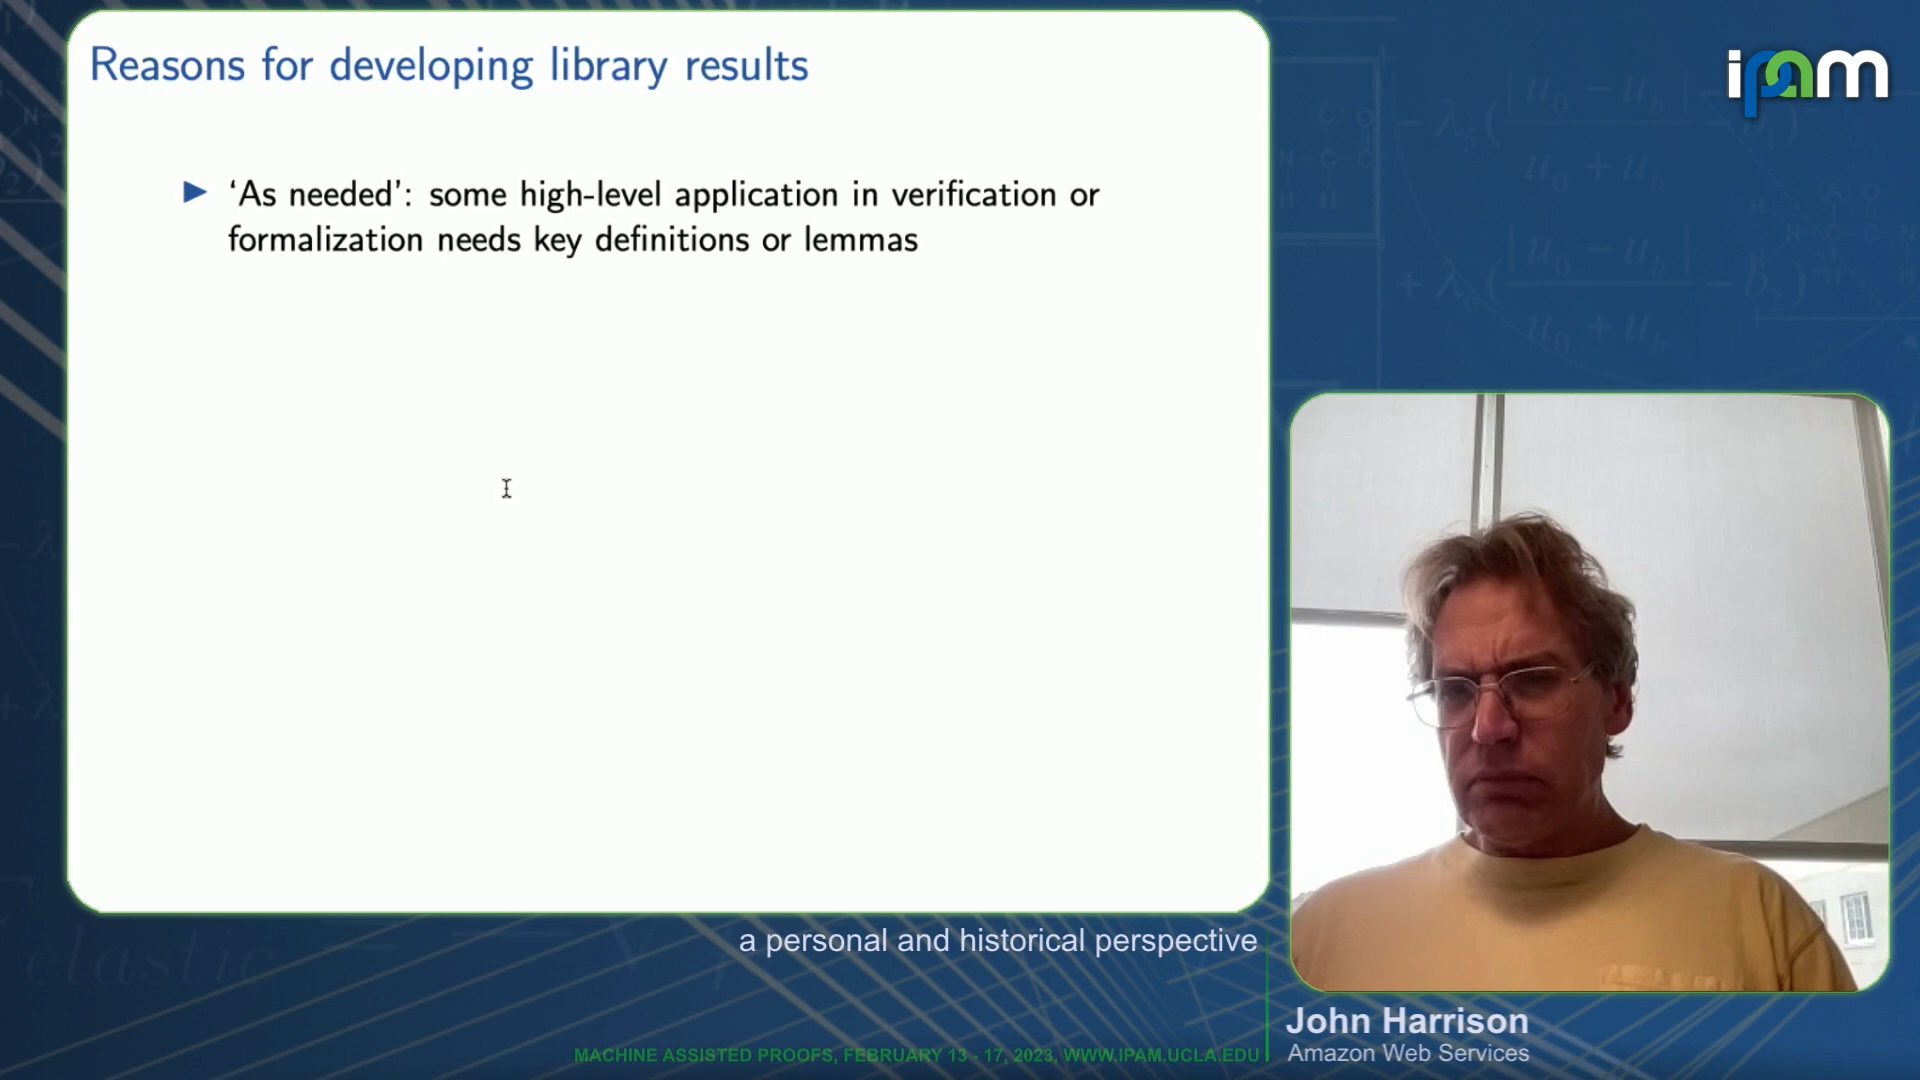 Reasons for developing library results
‘As needed’: some high-level application in verification or
formalization needs key definitions or lemmas
ipam
a personal and historical perspective
John Harrison
Amazon Web Services
MACHINE ASSISTED PROOFS, FEBRUARY 13 - 17, 2023, WWW.IPAM.UCLA.EDU
elastic